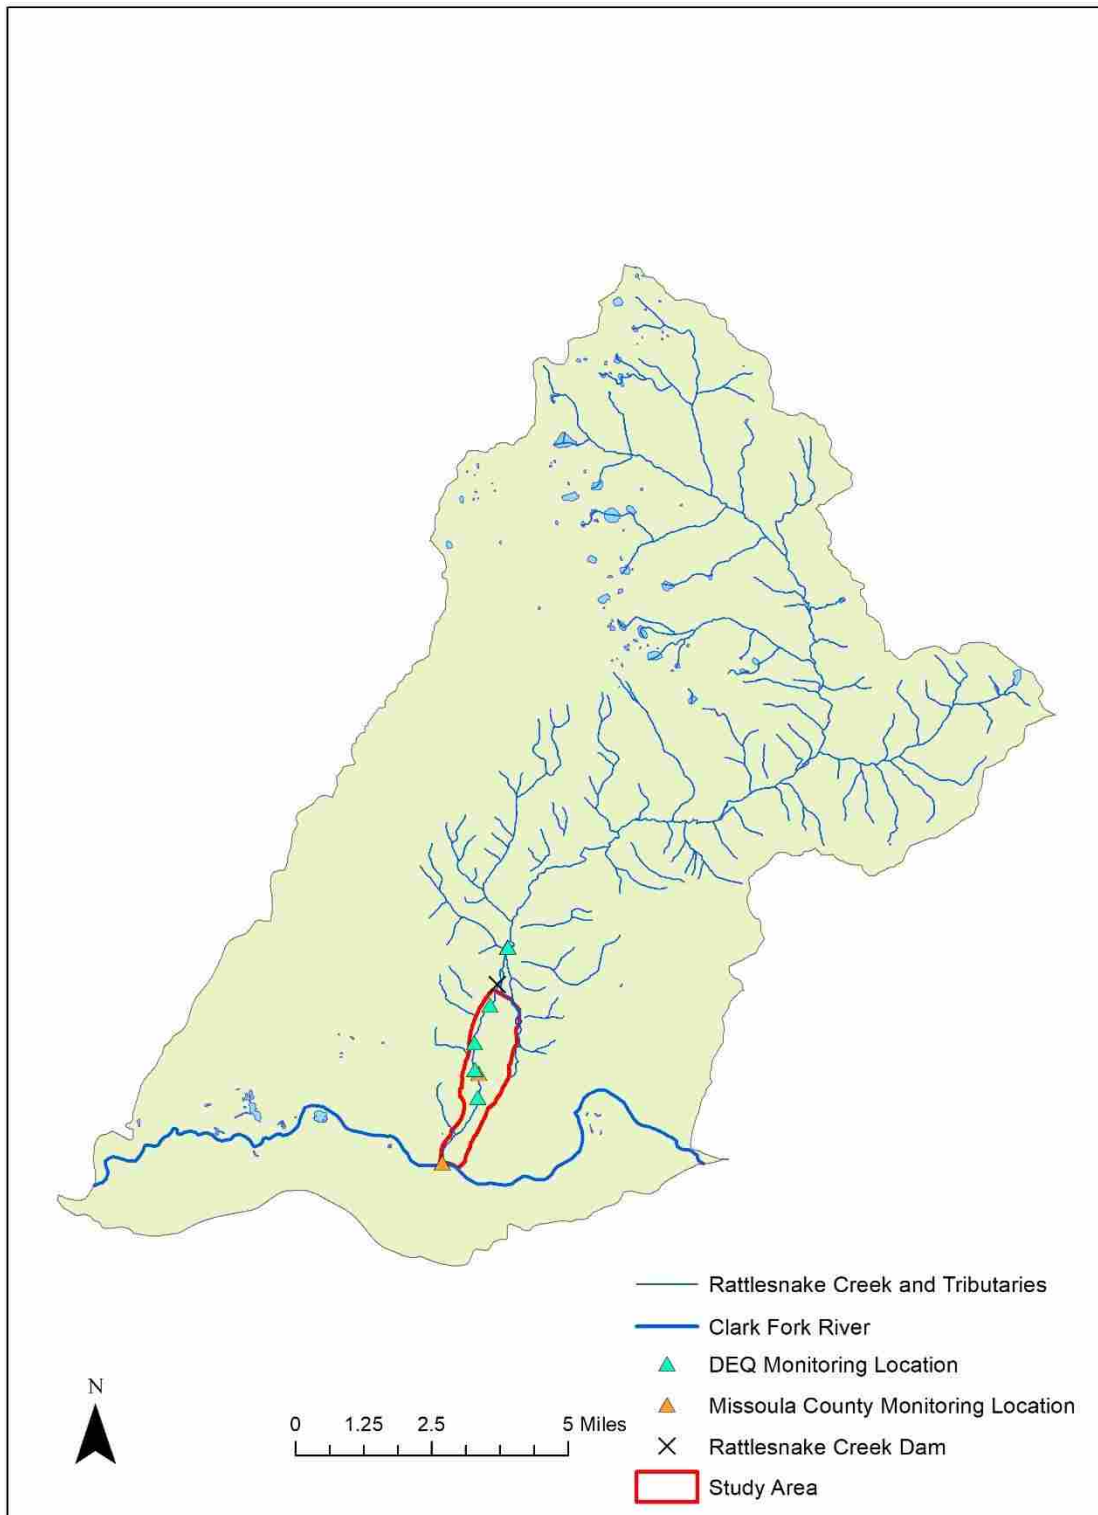 Rattlesnake Creek and Tributaries
Clark Fork River
DEQ Monitoring Location
Missoula County Monitoring Location
Rattlesnake Creek Dam
Study Area
N
0 1.25 2.5 5 Miles